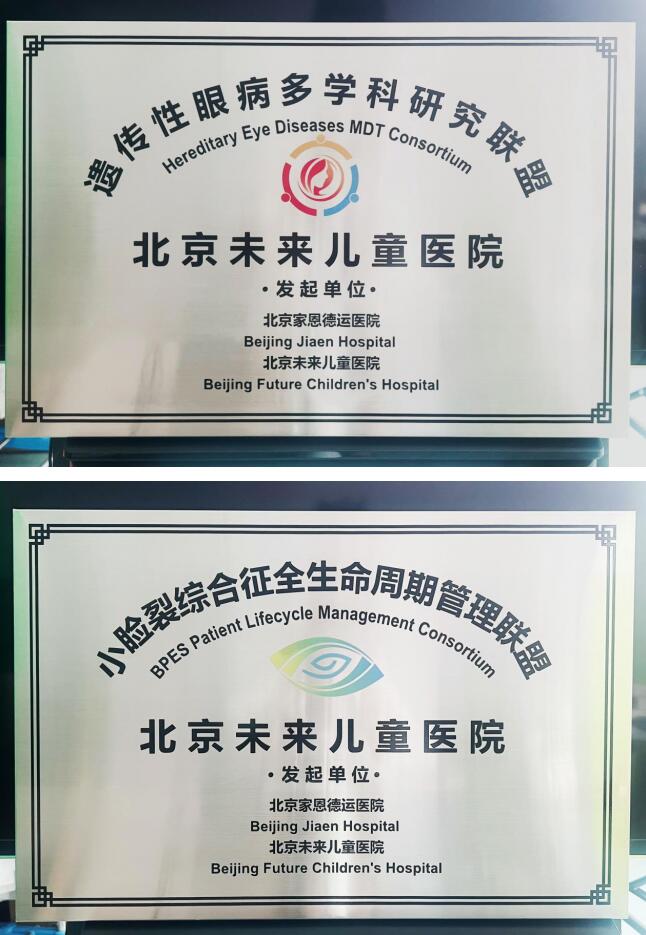 遗传性眼病多学科研究联盟
Hereditary Eye Diseases MDT Consortium
北京未来儿童医院
·发起单位·
北京家恩德运医院
Beijing Jiaen Hospital
北京未来儿童医院
Beijing Future Children's Hospital
小睑裂综合征全生命周期管理联盟
BPES Patient Lifecycle Management Consortium
北京未来儿童医院
·发起单位·
北京家恩德运医院
Beijing Jiaen Hospital
北京未来儿童医院
Beijing Future Children's Hospital